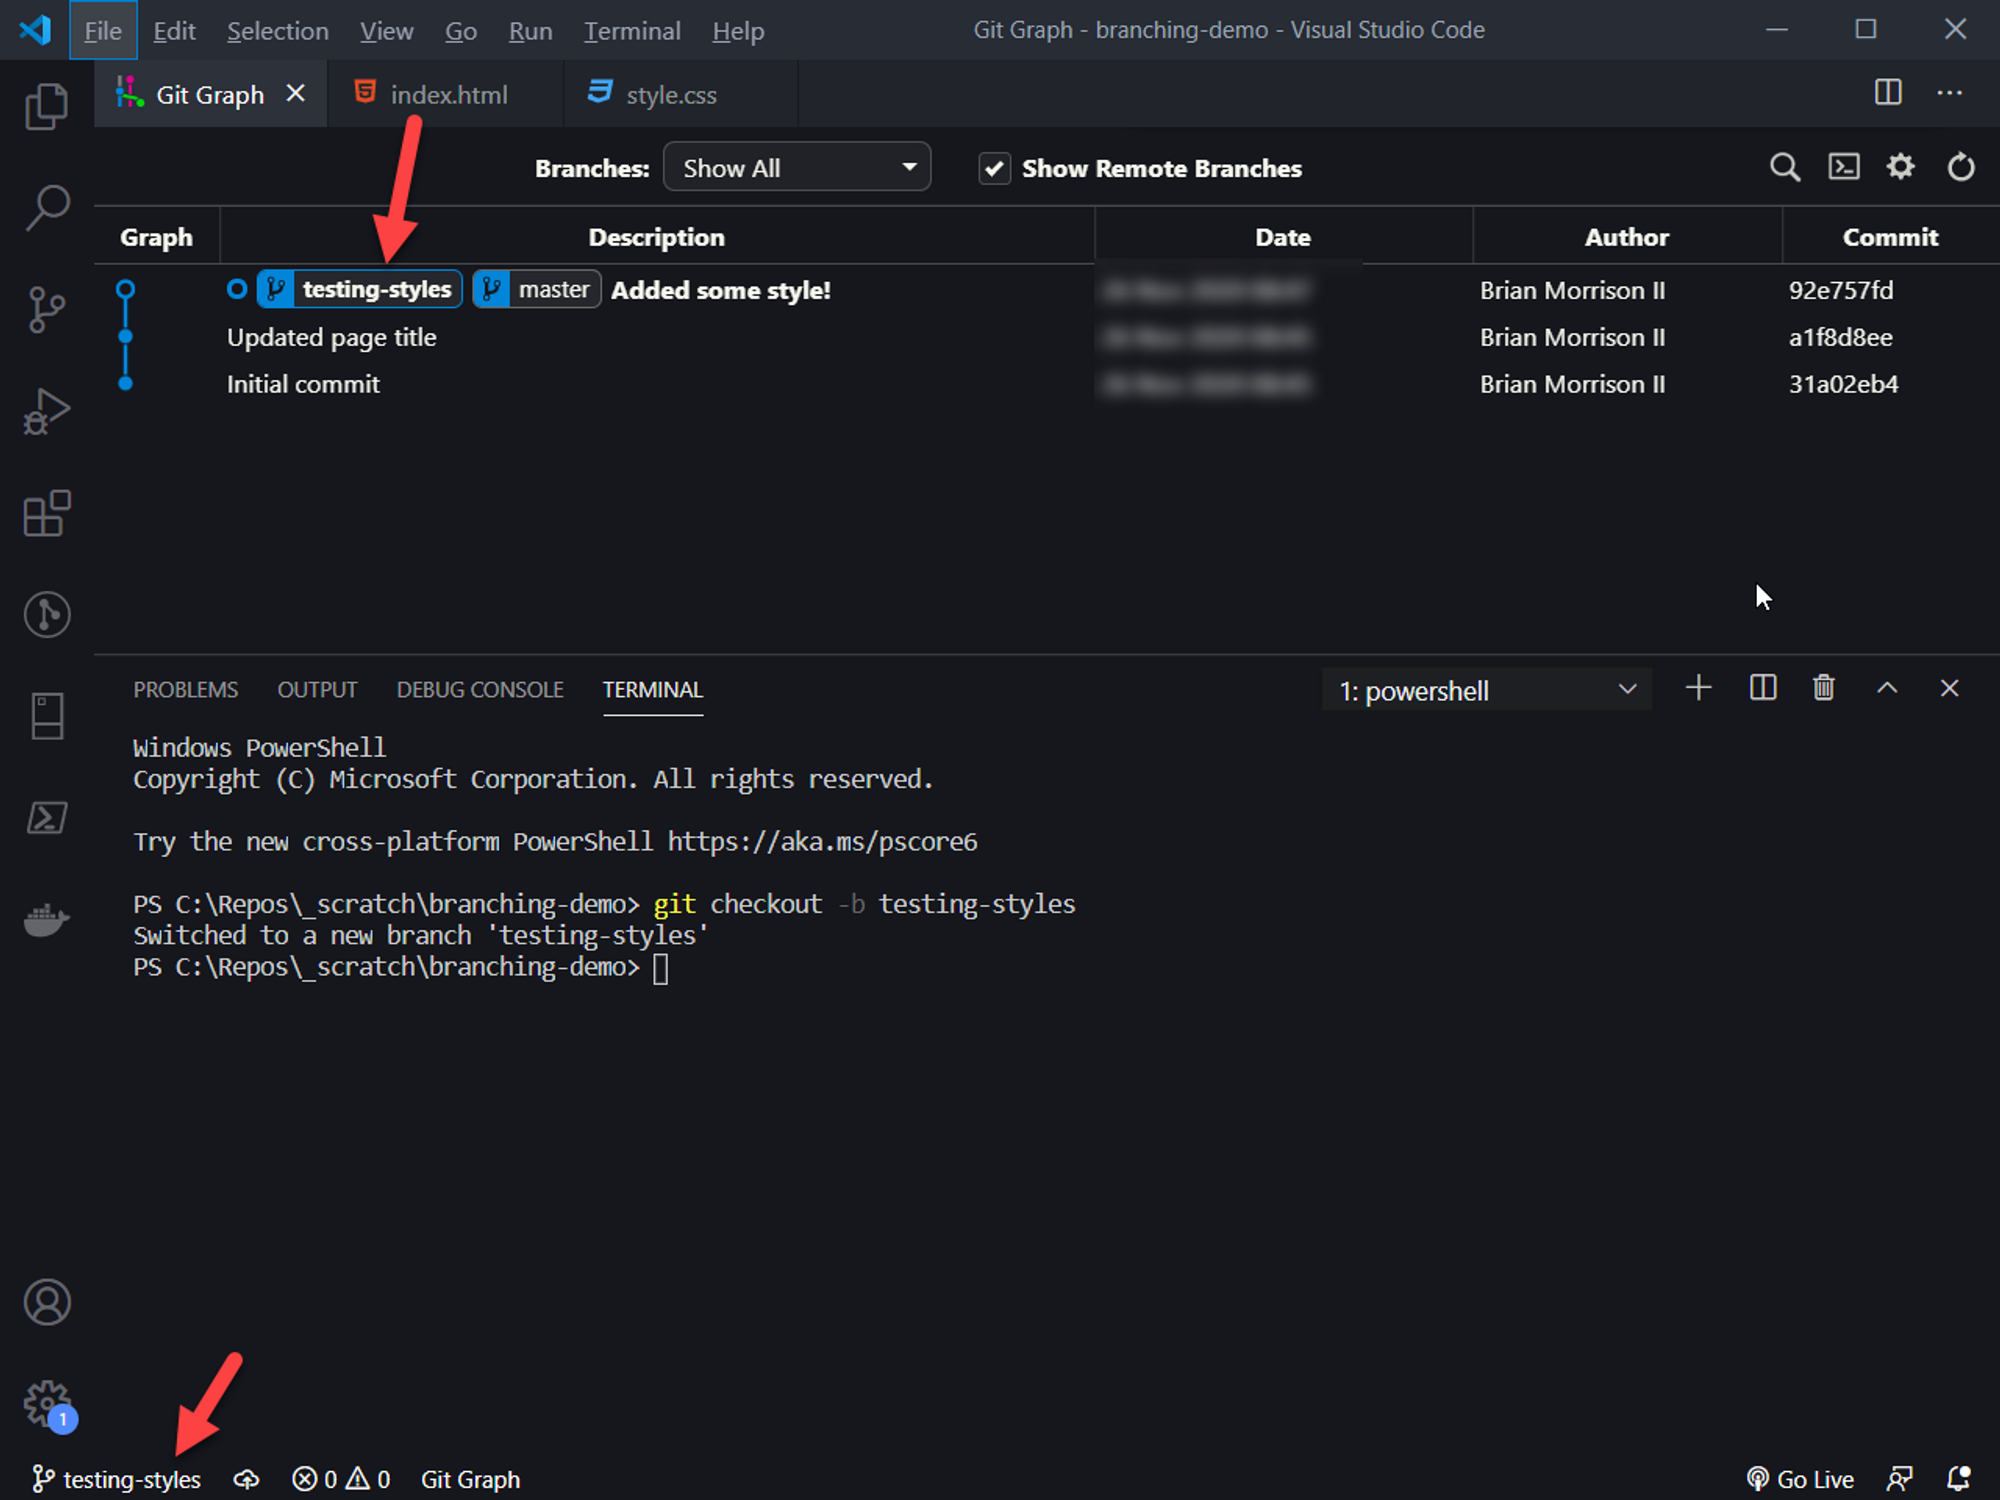 File Edit Selection View Go Run Terminal Help Git Graph - branching-demo - Visual Studio Code
Git Graph index.html style.css
Branches: Show All Show Remote Branches
Graph Description Date Author Commit
testing-styles master Added some style! Brian Morrison II 92e757fd
Updated page title Brian Morrison II a1f8d8ee
Initial commit Brian Morrison II 31a02eb4
PROBLEMS OUTPUT DEBUG CONSOLE TERMINAL 1: powershell
Windows PowerShell
Copyright (C) Microsoft Corporation. All rights reserved.
Try the new cross-platform PowerShell https://aka.ms/pscore6
PS C:\Repos\_scratch\branching-demo> git checkout -b testing-styles
Switched to a new branch 'testing-styles'
PS C:\Repos\_scratch\branching-demo>
1
testing-styles 0 0 Git Graph Go Live